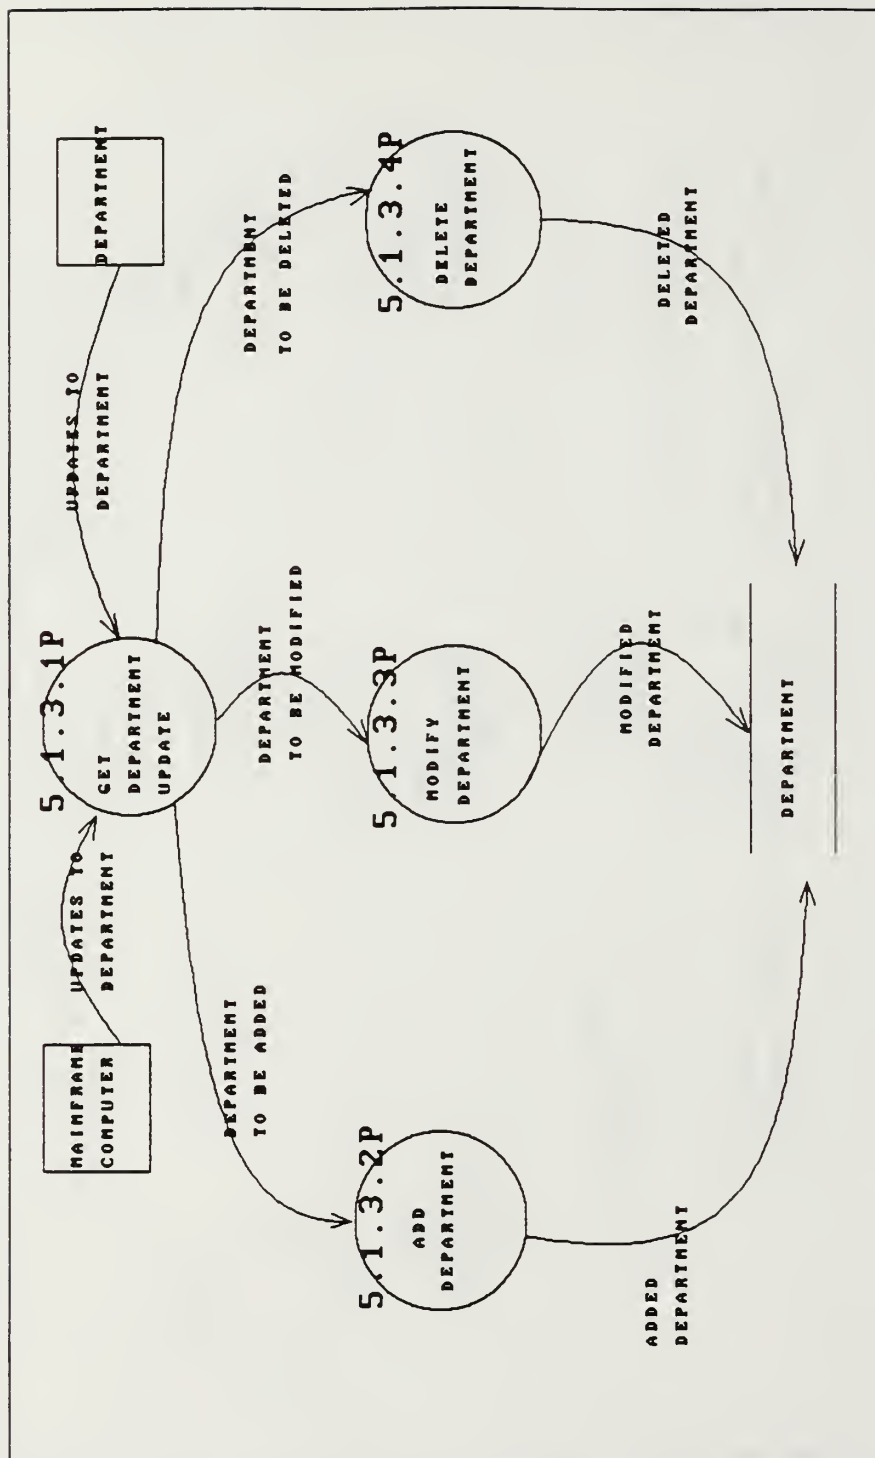 MAINFRAME
COMPUTER
UPDATES TO
DEPARTMENT
5.1.3.1P
GET
DEPARTMENT
UPDATE
UPDATES TO
DEPARTMENT
DEPARTMENT
DEPARTMENT
TO BE ADDED
DEPARTMENT
TO BE MODIFIED
DEPARTMENT
TO BE DELETED
5.1.3.2P
ADD
DEPARTMENT
5.1.3.3P
MODIFY
DEPARTMENT
5.1.3.4P
DELETE
DEPARTMENT
ADDED
DEPARTMENT
MODIFIED
DEPARTMENT
DELETED
DEPARTMENT
DEPARTMENT